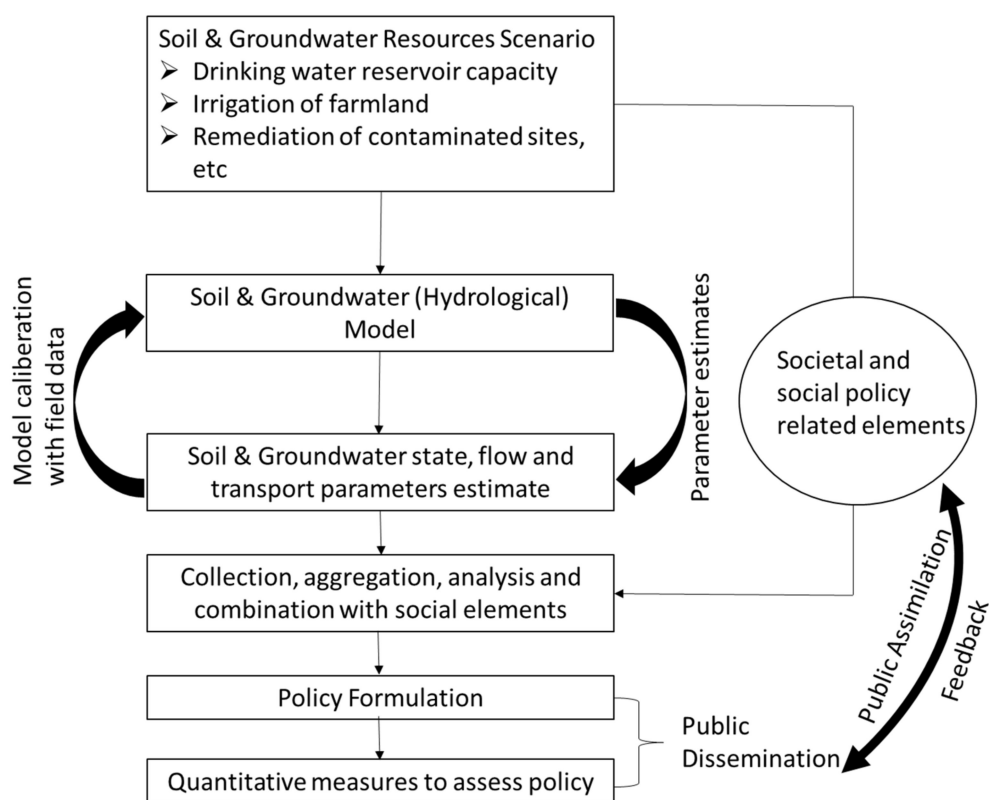 Soil & Groundwater Resources Scenario
➢ Drinking water reservoir capacity
➢ Irrigation of farmland
➢ Remediation of contaminated sites,
etc
Model caliberation
with field data
Soil & Groundwater (Hydrological)
Model
Parameter estimates
Societal and
social policy
related elements
Soil & Groundwater state, flow and
transport parameters estimate
Collection, aggregation, analysis and
combination with social elements
Public Assimilation
Feedback
Policy Formulation
Public
Dissemination
Quantitative measures to assess policy